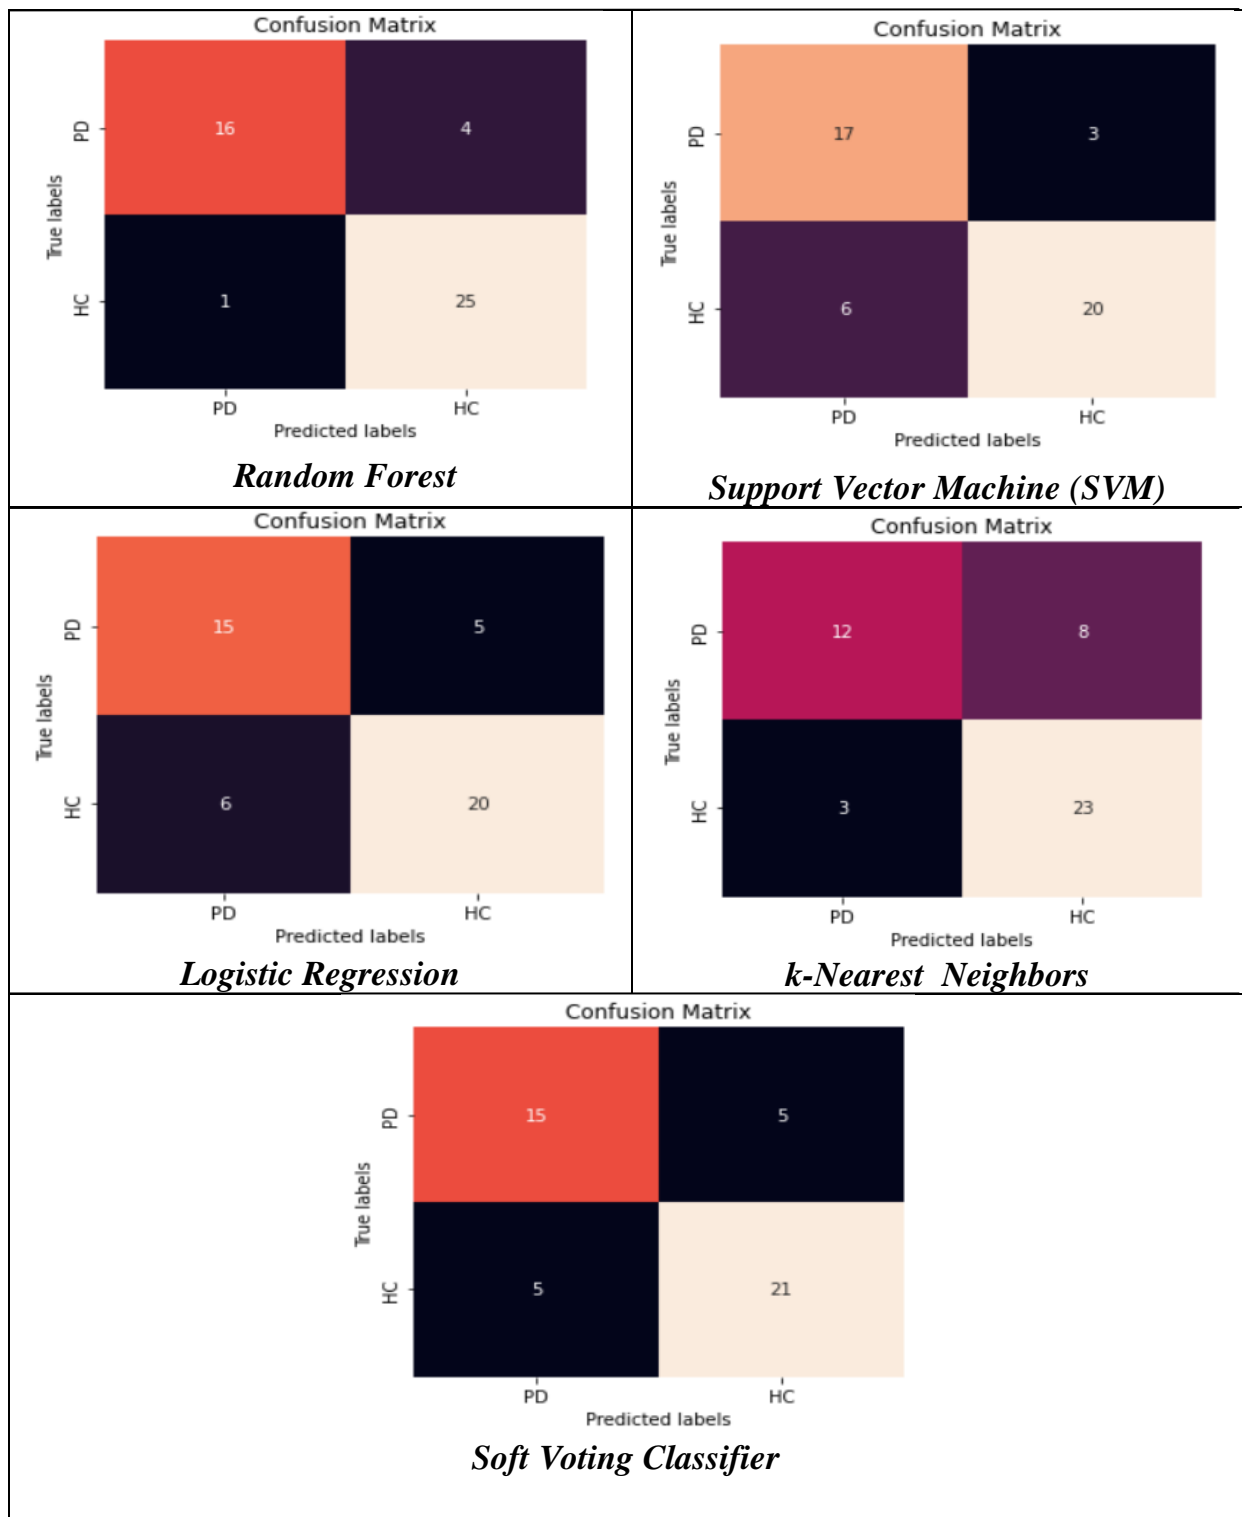 Confusion Matrix
PD 16 4
True labels
HC 1 25
PD HC
Predicted labels
Random Forest
Confusion Matrix
PD 17 3
True labels
HC 6 20
PD HC
Predicted labels
Support Vector Machine (SVM)
Confusion Matrix
PD 15 5
True labels
HC 6 20
PD HC
Predicted labels
Logistic Regression
Confusion Matrix
PD 12 8
True labels
HC 3 23
PD HC
Predicted labels
k-Nearest Neighbors
Confusion Matrix
PD 15 5
True labels
HC 5 21
PD HC
Predicted labels
Soft Voting Classifier